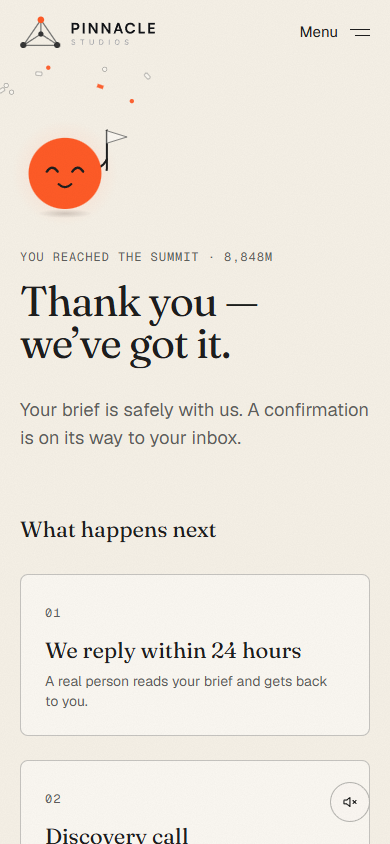 PINNACLE
STUDIOS
Menu
YOU REACHED THE SUMMIT · 8,848M
Thank you —
we’ve got it.
Your brief is safely with us. A confirmation
is on its way to your inbox.
What happens next
01
We reply within 24 hours
A real person reads your brief and gets back
to you.
02
Discovery call